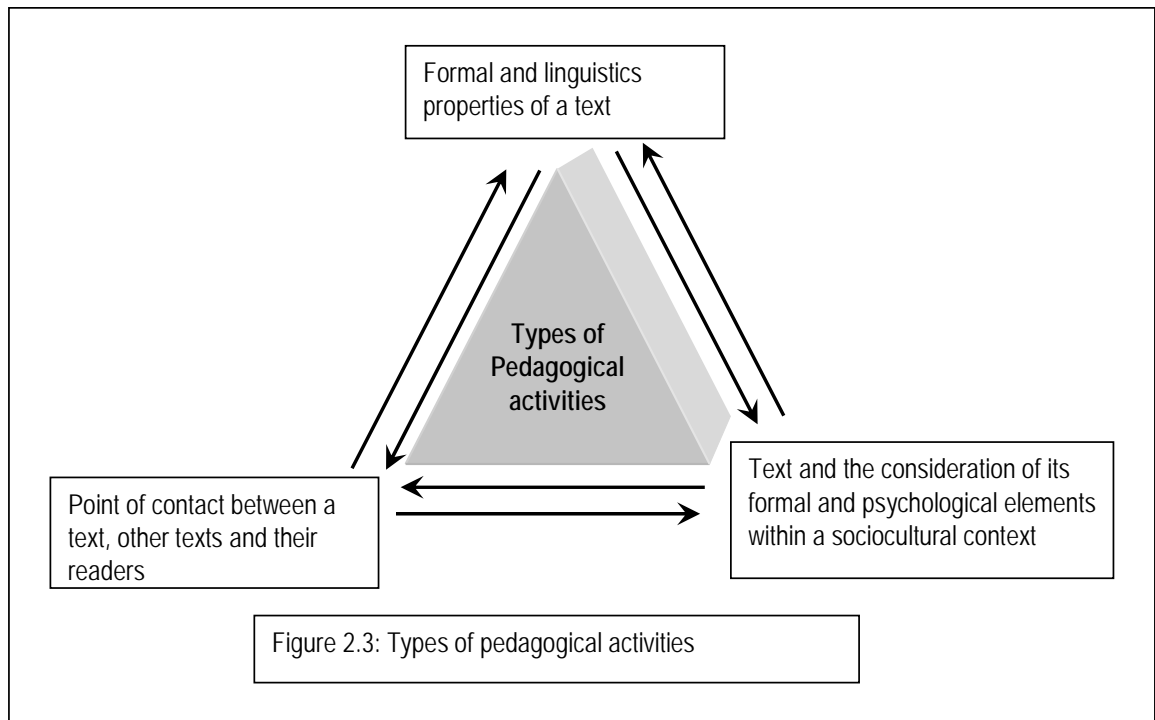 Formal and linguistics
properties of a text
Types of
Pedagogical
activities
Point of contact between a
text, other texts and their
readers
Text and the consideration of its
formal and psychological elements
within a sociocultural context
Figure 2.3: Types of pedagogical activities